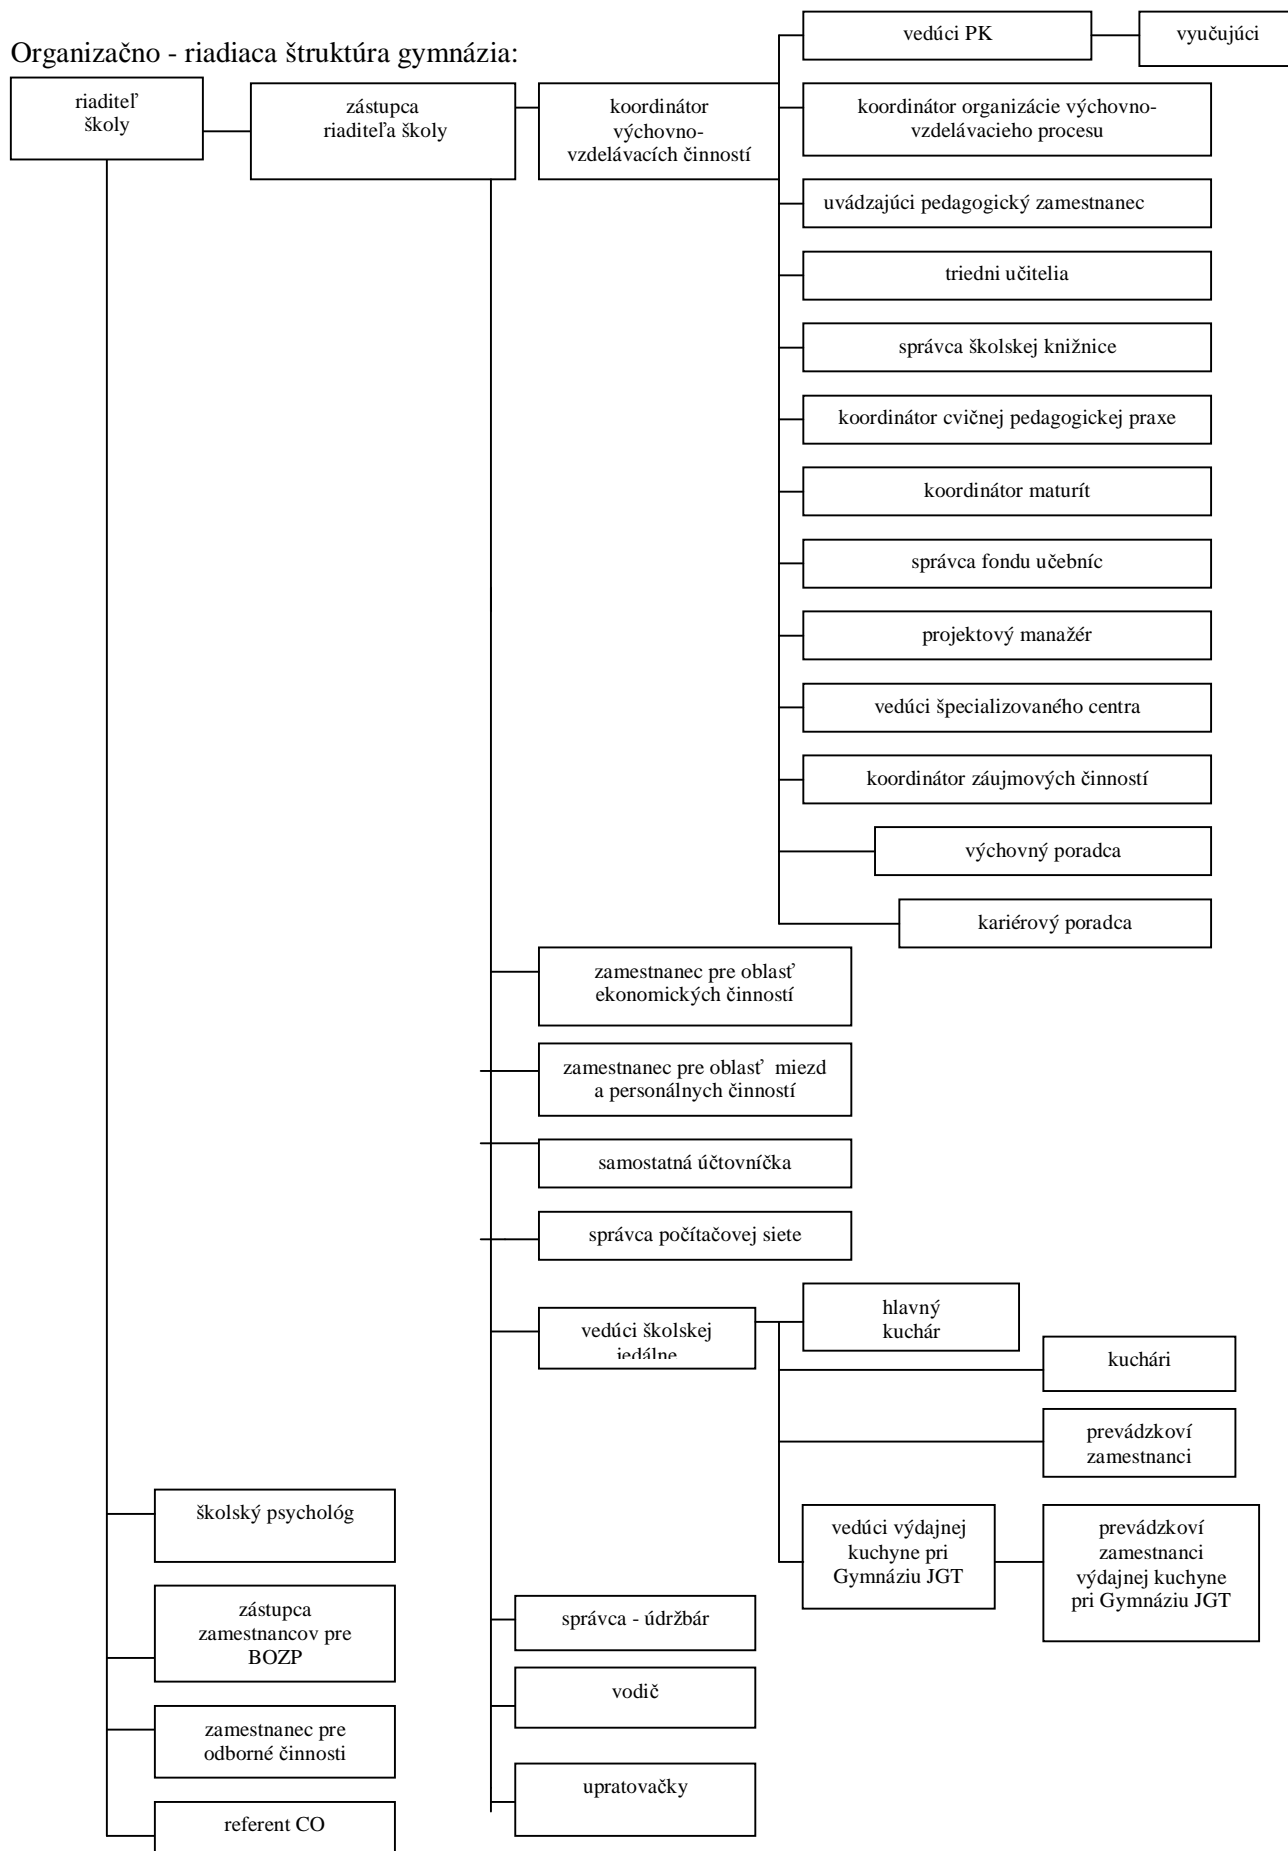 Organizačno - riadiaca štruktúra gymnázia:
riaditeľ
školy
zástupca
riaditeľa školy
koordinátor
výchovno-
vzdelávacích činností
vedúci PK
vyučujúci
koordinátor organizácie výchovno-
vzdelávacieho procesu
uvádzajúci pedagogický zamestnanec
triedni učitelia
správca školskej knižnice
koordinátor cvičnej pedagogickej praxe
koordinátor maturít
správca fondu učebníc
projektový manažér
vedúci špecializovaného centra
koordinátor záujmových činností
výchovný poradca
kariérový poradca
zamestnanec pre oblasť
ekonomických činností
zamestnanec pre oblasť miezd
a personálnych činností
samostatná účtovníčka
správca počítačovej siete
vedúci školskej
jedálne
hlavný
kuchár
kuchári
prevádzkoví
zamestnanci
vedúci výdajnej
kuchyne pri
Gymnáziu JGT
prevádzkoví
zamestnanci
výdajnej kuchyne
pri Gymnáziu JGT
správca - údržbár
vodič
upratovačky
školský psychológ
zástupca
zamestnancov pre
BOZP
zamestnanec pre
odborné činnosti
referent CO